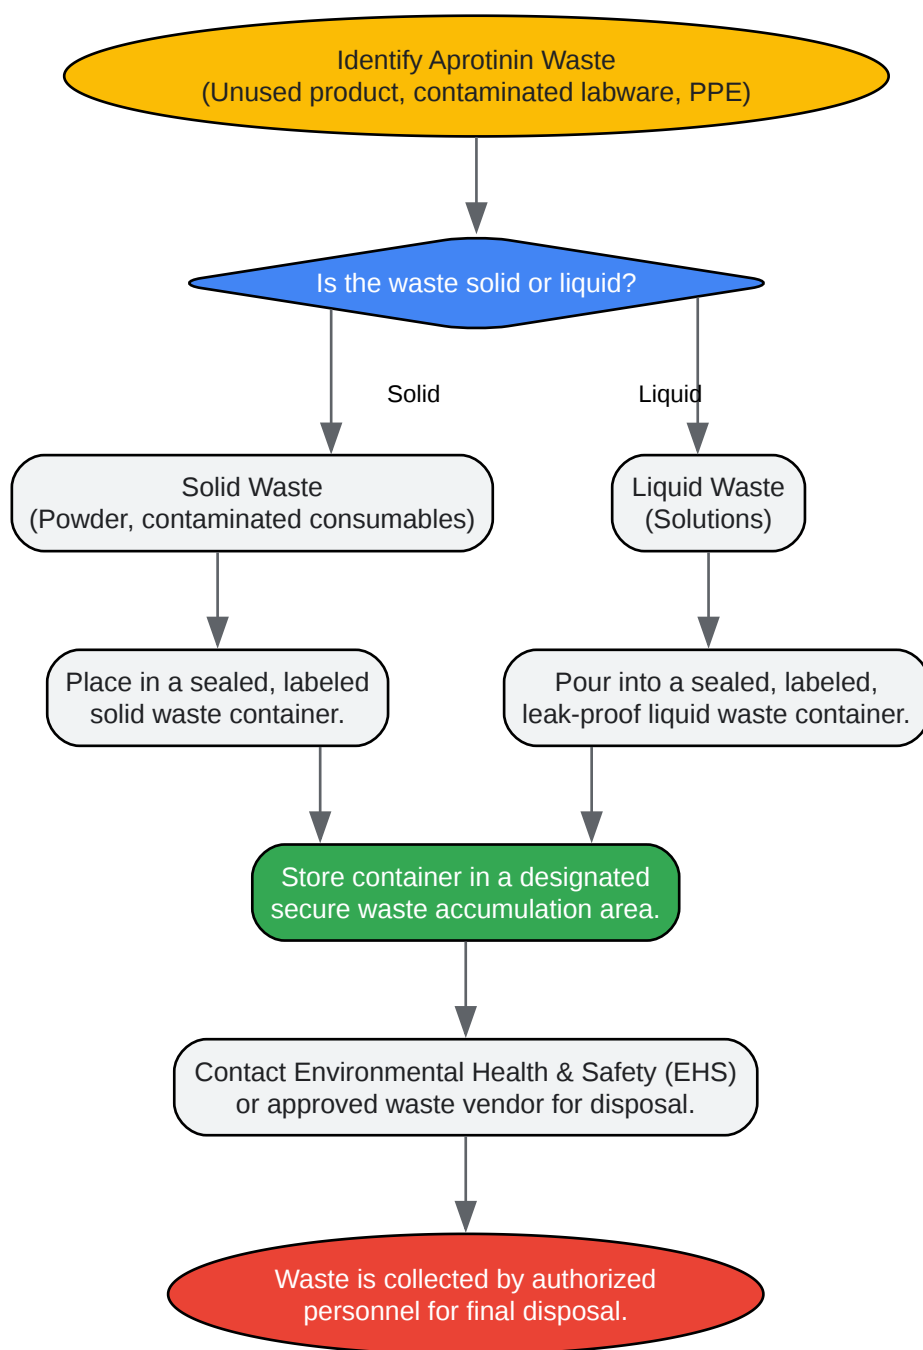 Identify Aprotinin Waste
(Unused product, contaminated labware, PPE)
Is the waste solid or liquid?
Solid
Liquid
Solid Waste
(Powder, contaminated consumables)
Liquid Waste
(Solutions)
Place in a sealed, labeled
solid waste container.
Pour into a sealed, labeled,
leak-proof liquid waste container.
Store container in a designated
secure waste accumulation area.
Contact Environmental Health & Safety (EHS)
or approved waste vendor for disposal.
Waste is collected by authorized
personnel for final disposal.